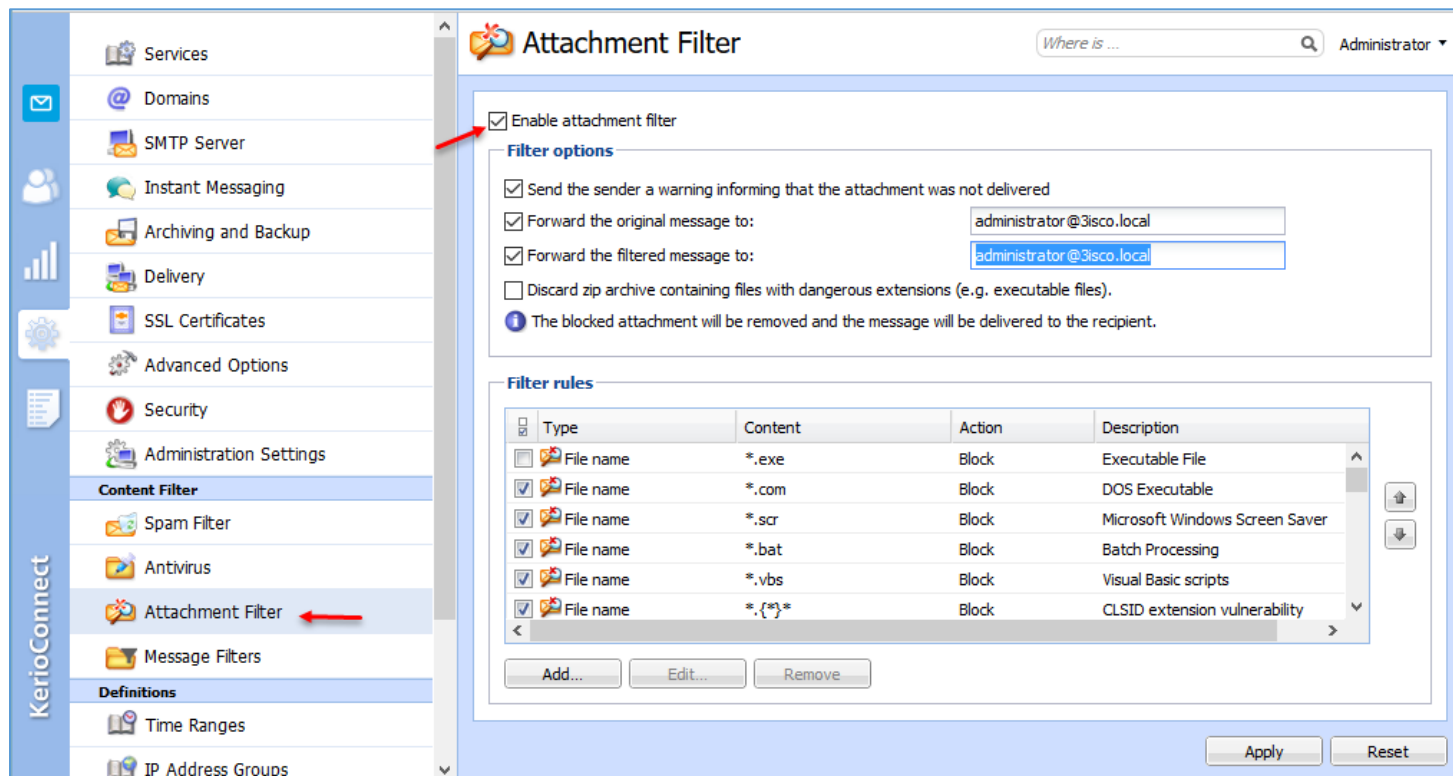 Attachment Filter
Where is ...
Administrator
Services
Domains
SMTP Server
Instant Messaging
Archiving and Backup
Delivery
SSL Certificates
Advanced Options
Security
Administration Settings
Content Filter
Spam Filter
Antivirus
Attachment Filter
Message Filters
Definitions
Time Ranges
IP Address Groups
KerioConnect
Enable attachment filter
Filter options
Send the sender a warning informing that the attachment was not delivered
Forward the original message to: administrator@3isco.local
Forward the filtered message to: administrator@3isco.local
Discard zip archive containing files with dangerous extensions (e.g. executable files).
The blocked attachment will be removed and the message will be delivered to the recipient.
Filter rules
Type Content Action Description
File name *.exe Block Executable File
File name *.com Block DOS Executable
File name *.scr Block Microsoft Windows Screen Saver
File name *.bat Block Batch Processing
File name *.vbs Block Visual Basic scripts
File name *.{*}* Block CLSID extension vulnerability
Add... Edit... Remove
Apply Reset